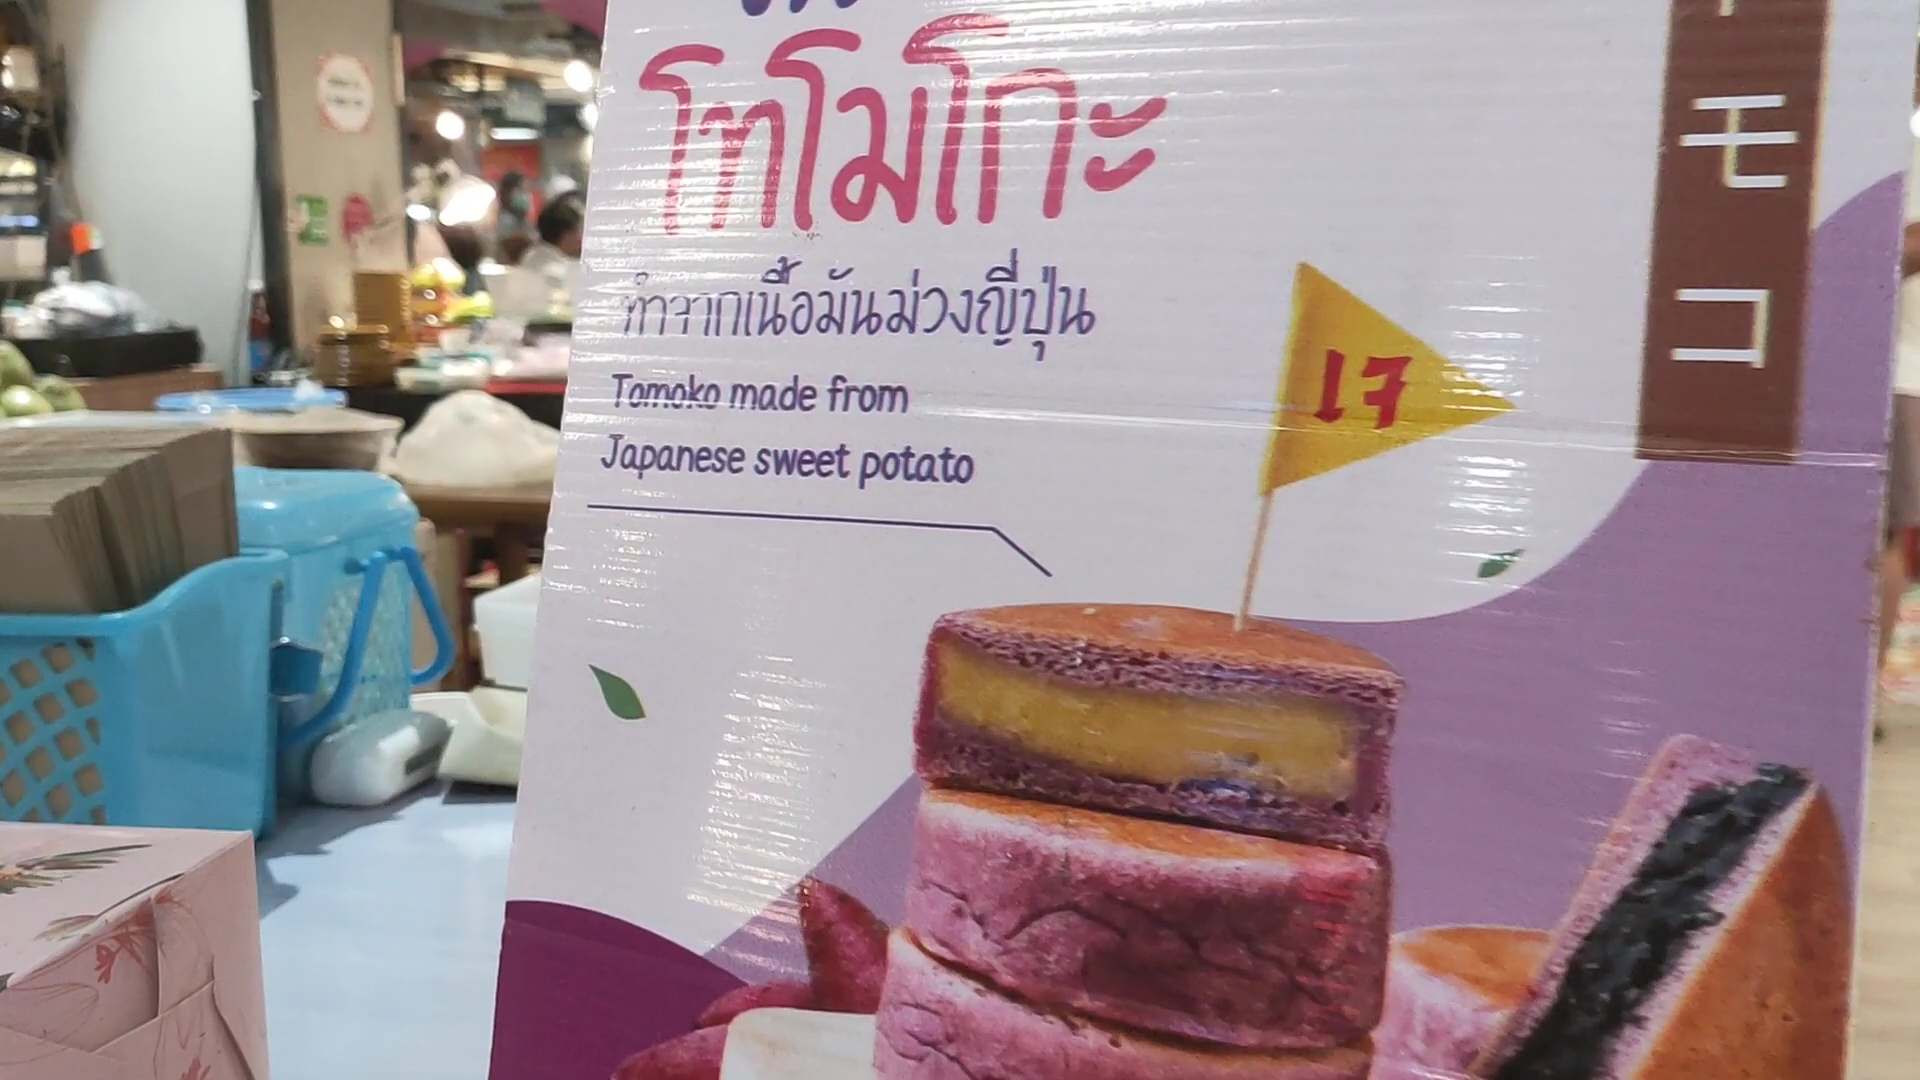 โทโมโกะ
ทำจากเนื้อมันม่วงญี่ปุ่น
Tomoko made from
Japanese sweet potato
17
モコ